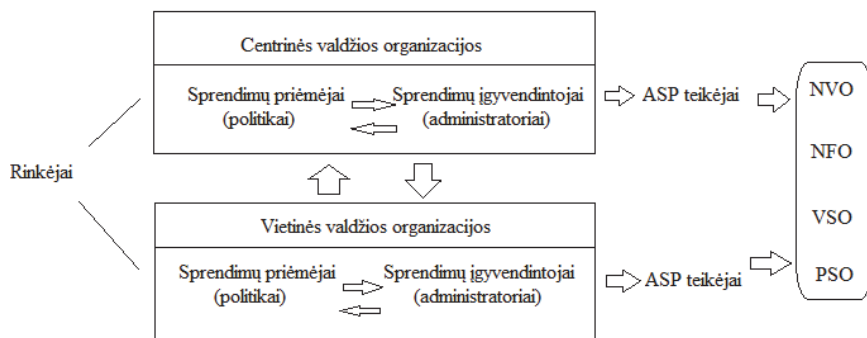 Centrinės valdžios organizacijos
Sprendimų priėmėjai
(politikai)
Sprendimų įgyvendintojai
(administratoriai)
ASP teikėjai
Rinkėjai
Vietinės valdžios organizacijos
Sprendimų priėmėjai
(politikai)
Sprendimų įgyvendintojai
(administratoriai)
ASP teikėjai
NVO
NFO
VSO
PSO